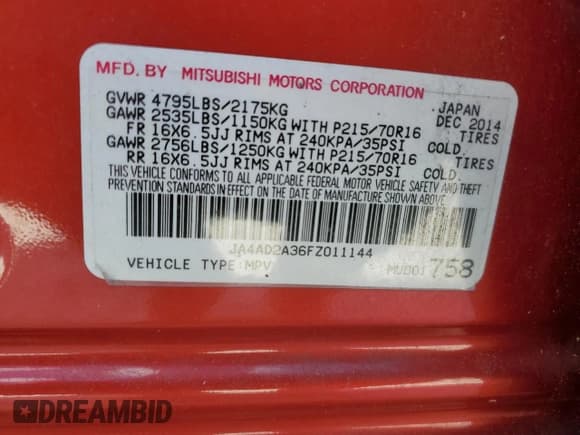 MFD. BY MITSUBISHI MOTORS CORPORATION
GVWR 4795LBS/2175KG JAPAN
GAWR 2535LBS/1150KG WITH P215/70R16 DEC 2014
FR 16X6.5JJ RIMS AT 240KPA/35PSI COLD. TIRES
GAWR 2756LBS/1250KG WITH P215/70R16 TIRES
RR 16X6.5JJ RIMS AT 240KPA/35PSI COLD.
THIS VEHICLE CONFORMS TO ALL APPLICABLE FEDERAL MOTOR VEHICLE SAFETY AND THEFT
PREVENTION STANDARDS IN EFFECT ON THE DATE OF MANUFACTURE SHOWN ABOVE.
JA4AD2A36FZ011144
VEHICLE TYPE:MPV 758
DREAMBID